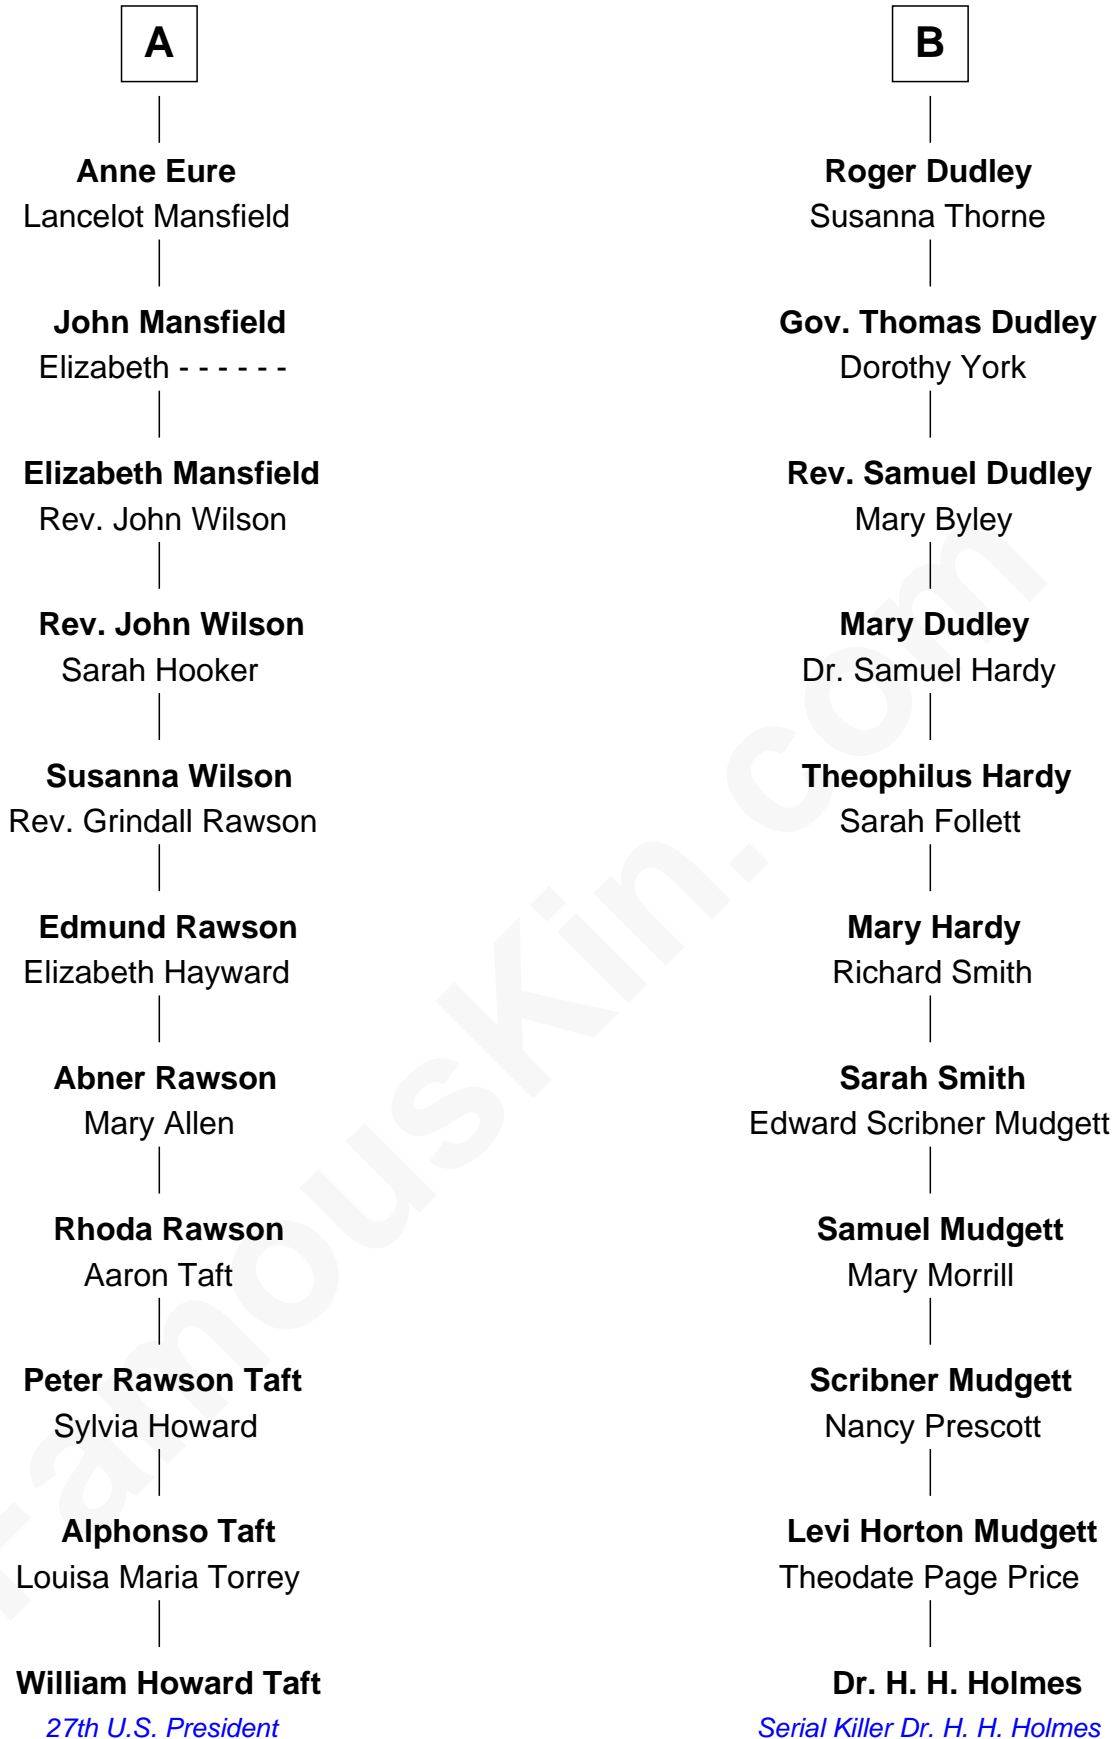 A
Anne Eure
Lancelot Mansfield
John Mansfield
Elizabeth - - - - - -
Elizabeth Mansfield
Rev. John Wilson
Rev. John Wilson
Sarah Hooker
Susanna Wilson
Rev. Grindall Rawson
Edmund Rawson
Elizabeth Hayward
Abner Rawson
Mary Allen
Rhoda Rawson
Aaron Taft
Peter Rawson Taft
Sylvia Howard
Alphonso Taft
Louisa Maria Torrey
William Howard Taft
27th U.S. President
B
Roger Dudley
Susanna Thorne
Gov. Thomas Dudley
Dorothy York
Rev. Samuel Dudley
Mary Byley
Mary Dudley
Dr. Samuel Hardy
Theophilus Hardy
Sarah Follett
Mary Hardy
Richard Smith
Sarah Smith
Edward Scribner Mudgett
Samuel Mudgett
Mary Morrill
Scribner Mudgett
Nancy Prescott
Levi Horton Mudgett
Theodate Page Price
Dr. H. H. Holmes
Serial Killer Dr. H. H. Holmes
FamousKin.com